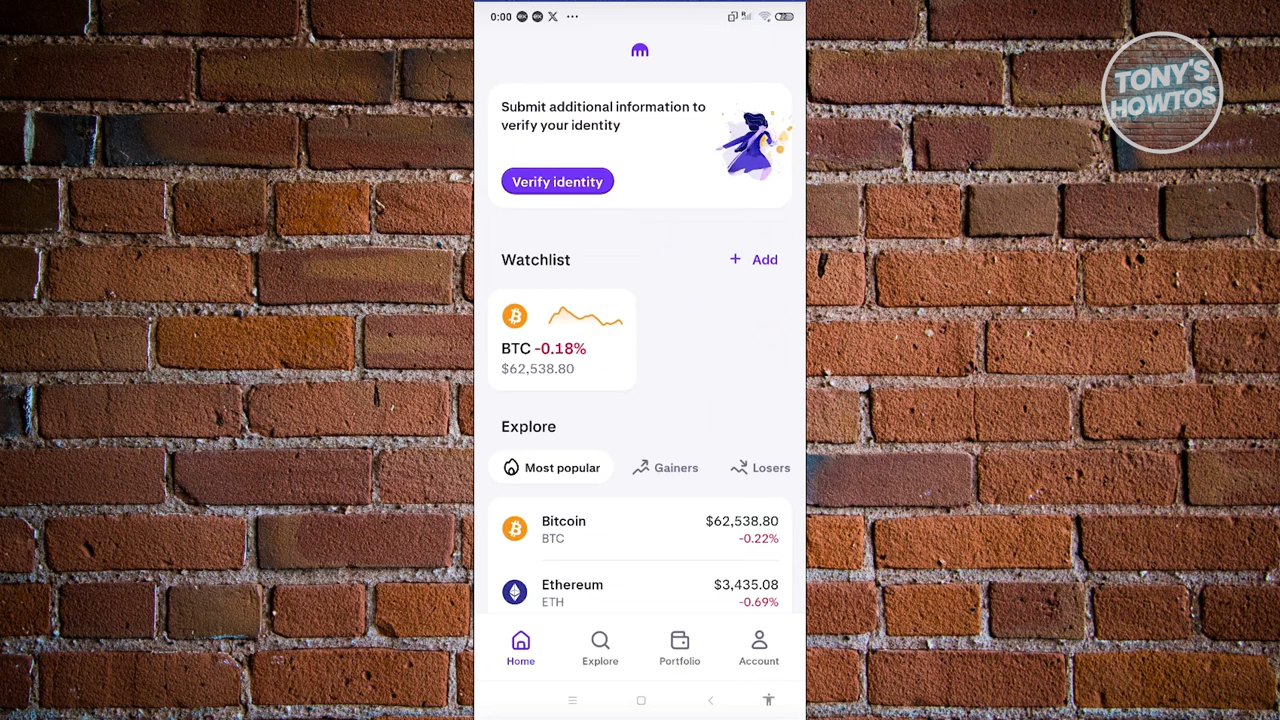 0:00
TONY'S
HOWTOS
Submit additional information to
verify your identity
Verify identity
Watchlist
+ Add
BTC -0.18%
$62,538.80
Explore
Most popular
Gainers
Losers
Bitcoin
$62,538.80
BTC
-0.22%
Ethereum
$3,435.08
ETH
-0.69%
Home
Explore
Portfolio
Account